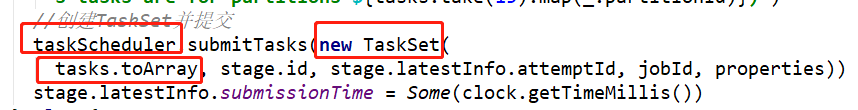 s tasks are for partitions ${tasks.take(15).map(_.partitionId)}")
//创建TaskSet并提交
taskScheduler.submitTasks(new TaskSet(
tasks.toArray, stage.id, stage.latestInfo.attemptId, jobId, properties))
stage.latestInfo.submissionTime = Some(clock.getTimeMillis())